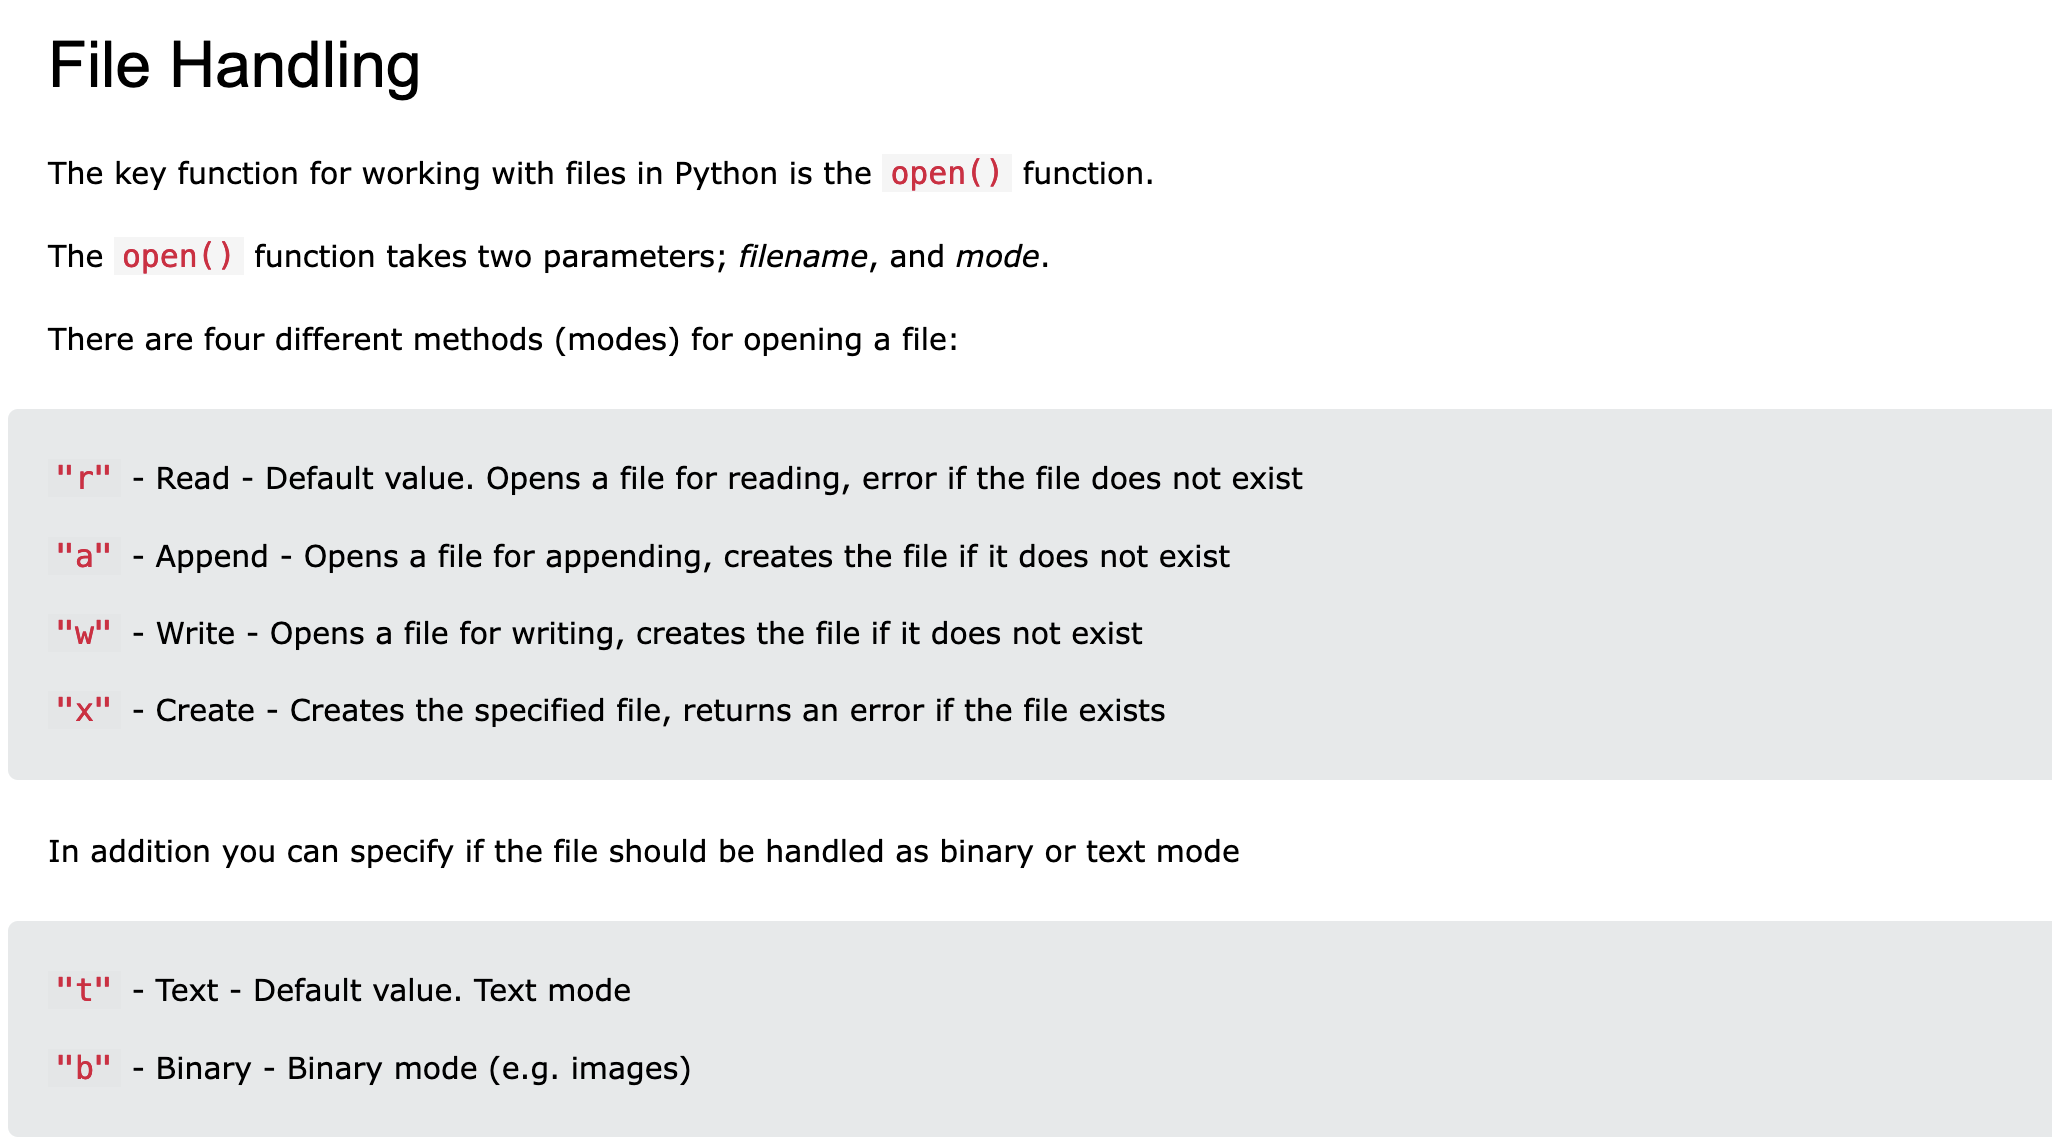 File Handling
The key function for working with files in Python is the open() function.
The open() function takes two parameters; filename, and mode.
There are four different methods (modes) for opening a file:
"r" - Read - Default value. Opens a file for reading, error if the file does not exist
"a" - Append - Opens a file for appending, creates the file if it does not exist
"w" - Write - Opens a file for writing, creates the file if it does not exist
"x" - Create - Creates the specified file, returns an error if the file exists
In addition you can specify if the file should be handled as binary or text mode
"t" - Text - Default value. Text mode
"b" - Binary - Binary mode (e.g. images)